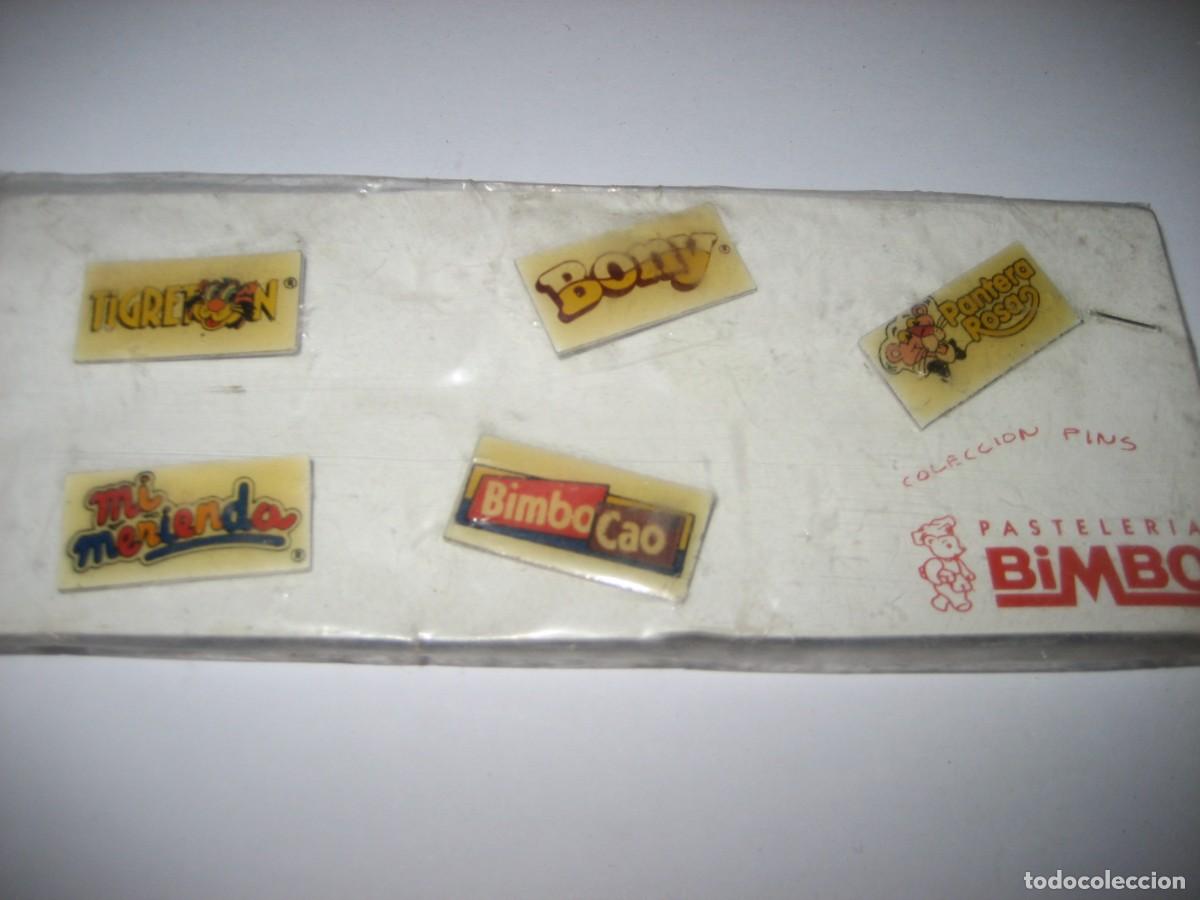 TIGRETON®
Bony®
Pantera
Rosa
mi
merienda®
Bimbo
Cao
COLECCION PINS
PASTELERIA
BIMBO
todocoleccion